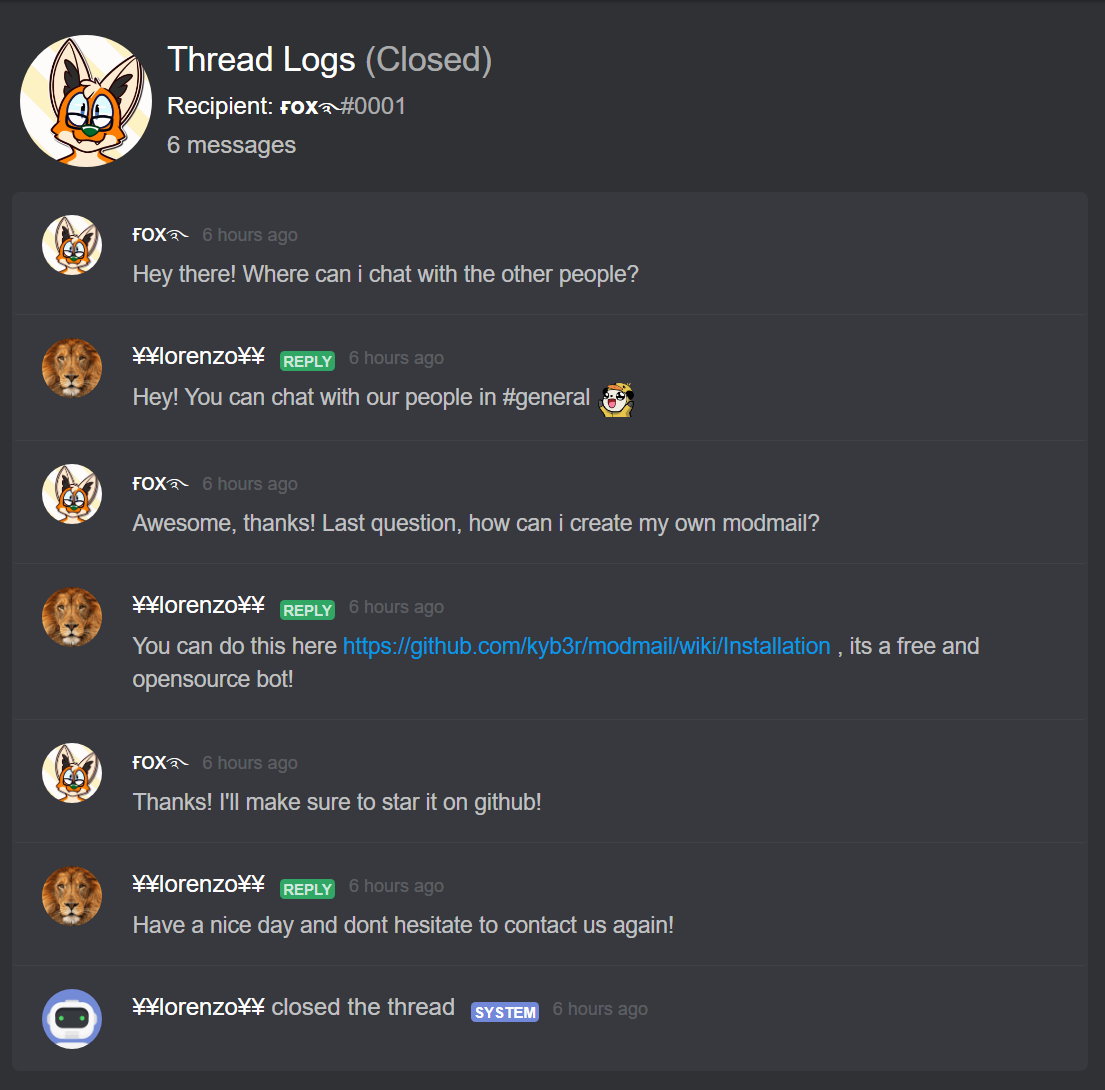 Thread Logs (Closed)
Recipient: ғox࿐#0001
6 messages
ғox࿐ 6 hours ago
Hey there! Where can i chat with the other people?
¥¥lorenzo¥¥ REPLY 6 hours ago
Hey! You can chat with our people in #general
ғox࿐ 6 hours ago
Awesome, thanks! Last question, how can i create my own modmail?
¥¥lorenzo¥¥ REPLY 6 hours ago
You can do this here https://github.com/kyb3r/modmail/wiki/Installation , its a free and
opensource bot!
ғox࿐ 6 hours ago
Thanks! I'll make sure to star it on github!
¥¥lorenzo¥¥ REPLY 6 hours ago
Have a nice day and dont hesitate to contact us again!
¥¥lorenzo¥¥ closed the thread SYSTEM 6 hours ago